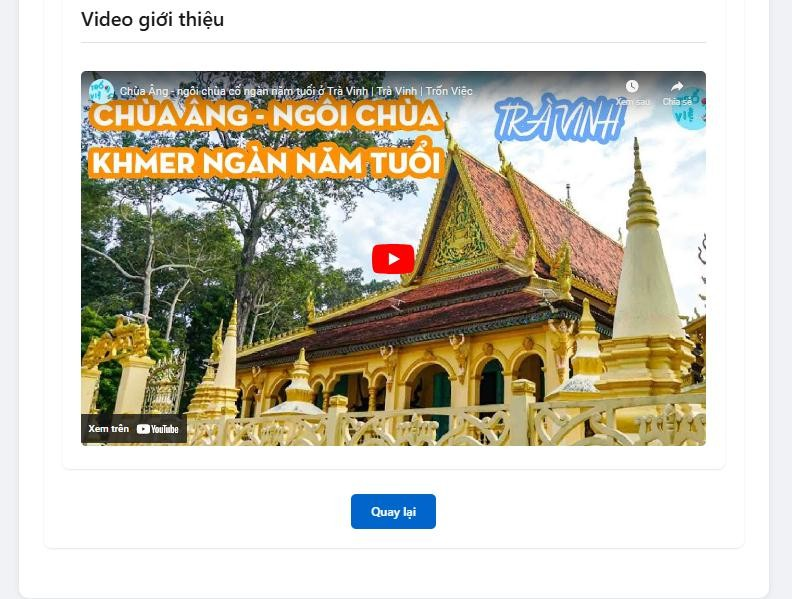 Video giới thiệu
Chùa Âng - ngôi chùa cổ ngàn năm tuổi ở Trà Vinh | Trà Vinh | Trốn Việc
Xem sau
Chia sẻ
CHÙA ÂNG - NGÔI CHÙA
KHMER NGÀN NĂM TUỔI
TRÀ VINH
Xem trên YouTube
Quay lại